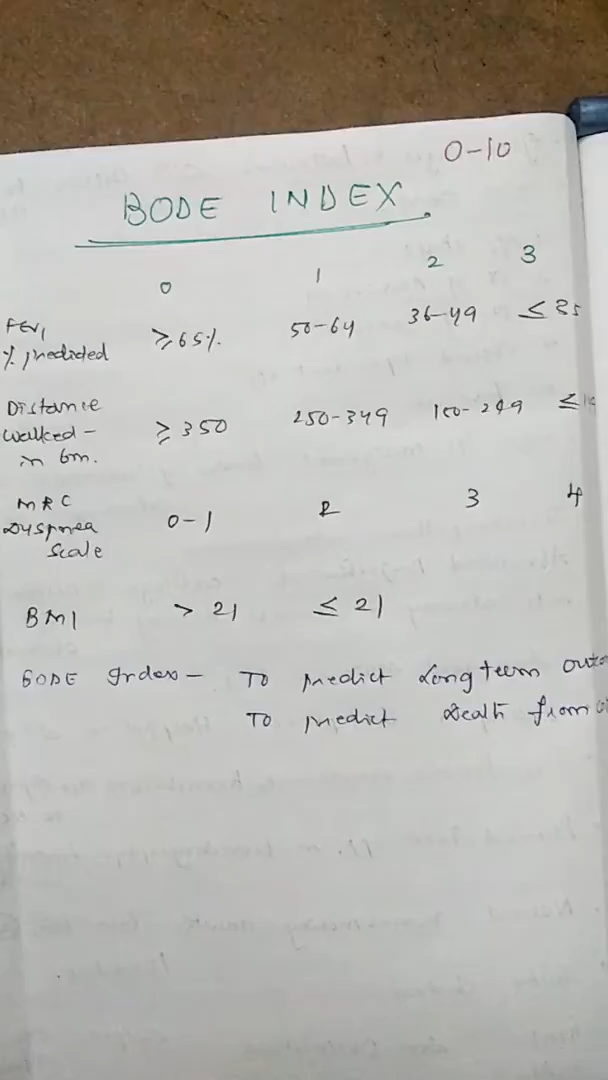 0-10
BODE INDEX
0 1 2 3
FEV1 % predicted ≥65% 50-64 36-49 ≤35
Distance walked - in 6m. ≥350 250-349 150-249 ≤
MRC Dyspnea Scale 0-1 2 3 4
BMI >21 ≤21
BODE Index - To predict Long term
To predict Death from